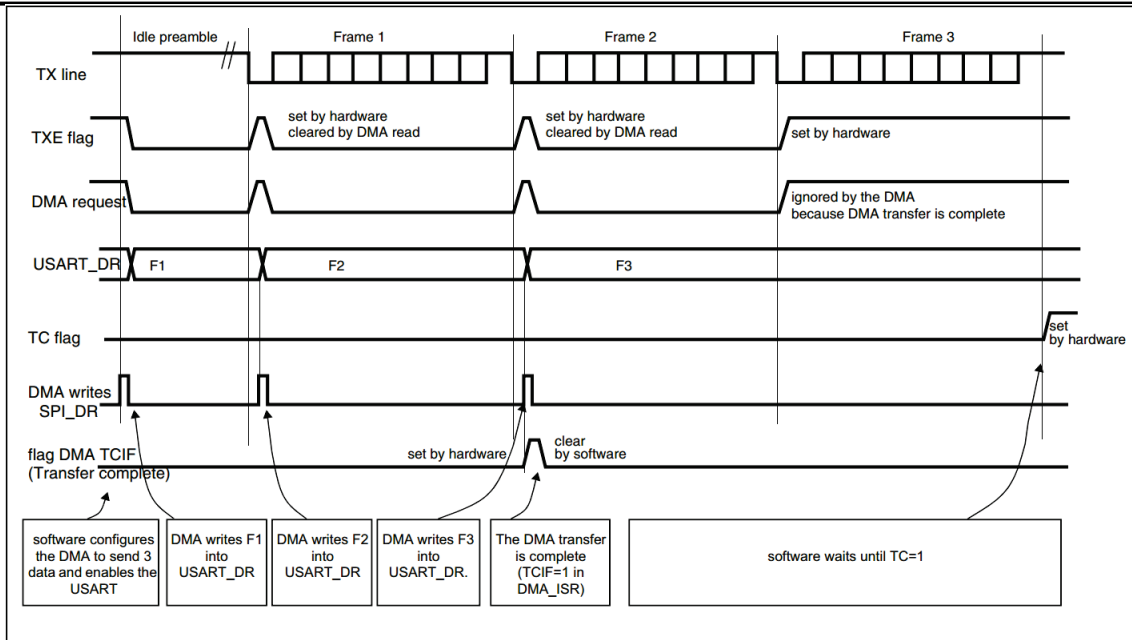 Idle preamble
Frame 1
Frame 2
Frame 3
TX line
set by hardware
cleared by DMA read
set by hardware
cleared by DMA read
TXE flag
set by hardware
DMA request
ignored by the DMA
because DMA transfer is complete
USART_DR
F1
F2
F3
TC flag
set
by hardware
DMA writes
SPI_DR
flag DMA TCIF
(Transfer complete)
set by hardware
clear
by software
software configures
the DMA to send 3
data and enables the
USART
DMA writes F1
into
USART_DR
DMA writes F2
into
USART_DR
DMA writes F3
into
USART_DR.
The DMA transfer
is complete
(TCIF=1 in
DMA_ISR)
software waits until TC=1